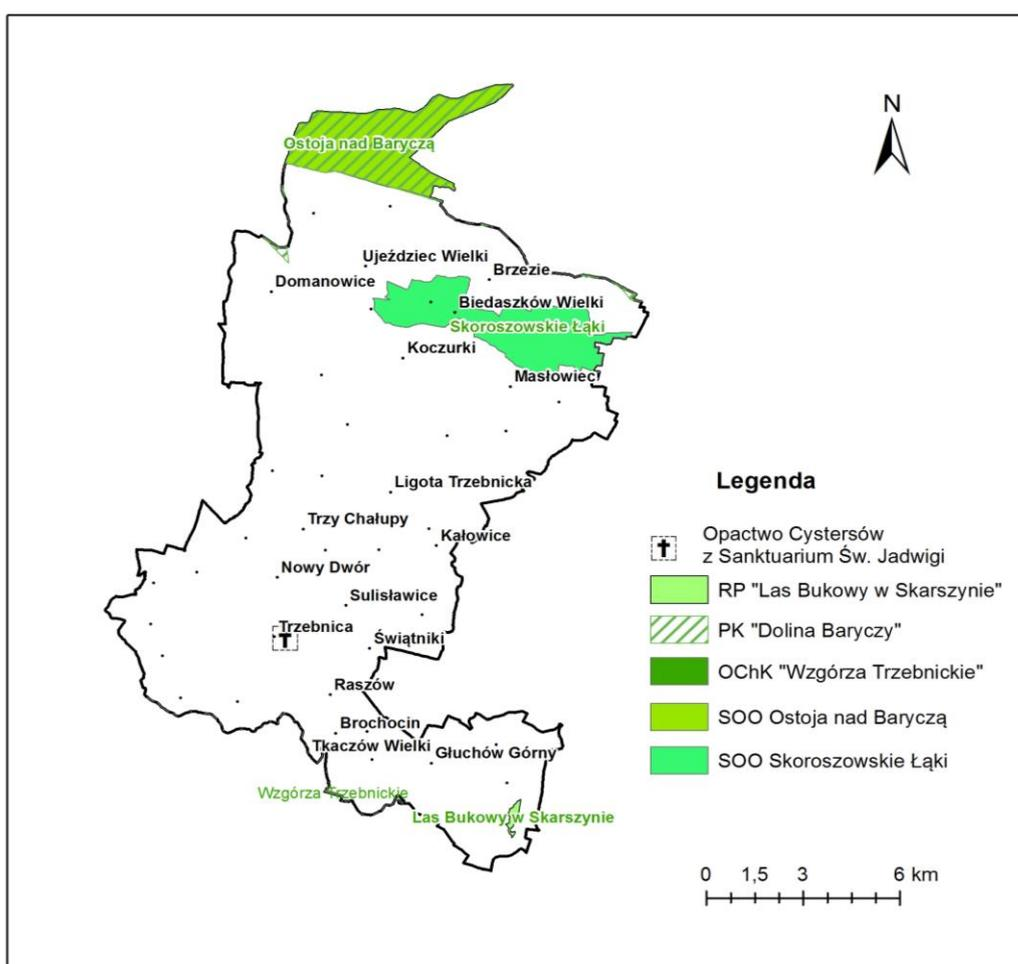 N
Ostoja nad Baryczą
Ujeździec Wielki
Brzezie
Domanowice
Biedaszków Wielki
Skoroszowskie Łąki
Koczurki
Masłowiec
Ligota Trzebnicka
Trzy Chałupy
Kałowice
Nowy Dwór
Sulisławice
Trzebnica
Świątniki
Raszów
Brochocin
Tkaczów Wielki
Głuchów Górny
Wzgórza Trzebnickie
Las Bukowy w Skarszynie
Legenda
Opactwo Cystersów
z Sanktuarium Św. Jadwigi
RP "Las Bukowy w Skarszynie"
PK "Dolina Baryczy"
OChK "Wzgórza Trzebnickie"
SOO Ostoja nad Baryczą
SOO Skoroszowskie Łąki
0 1,5 3 6 km